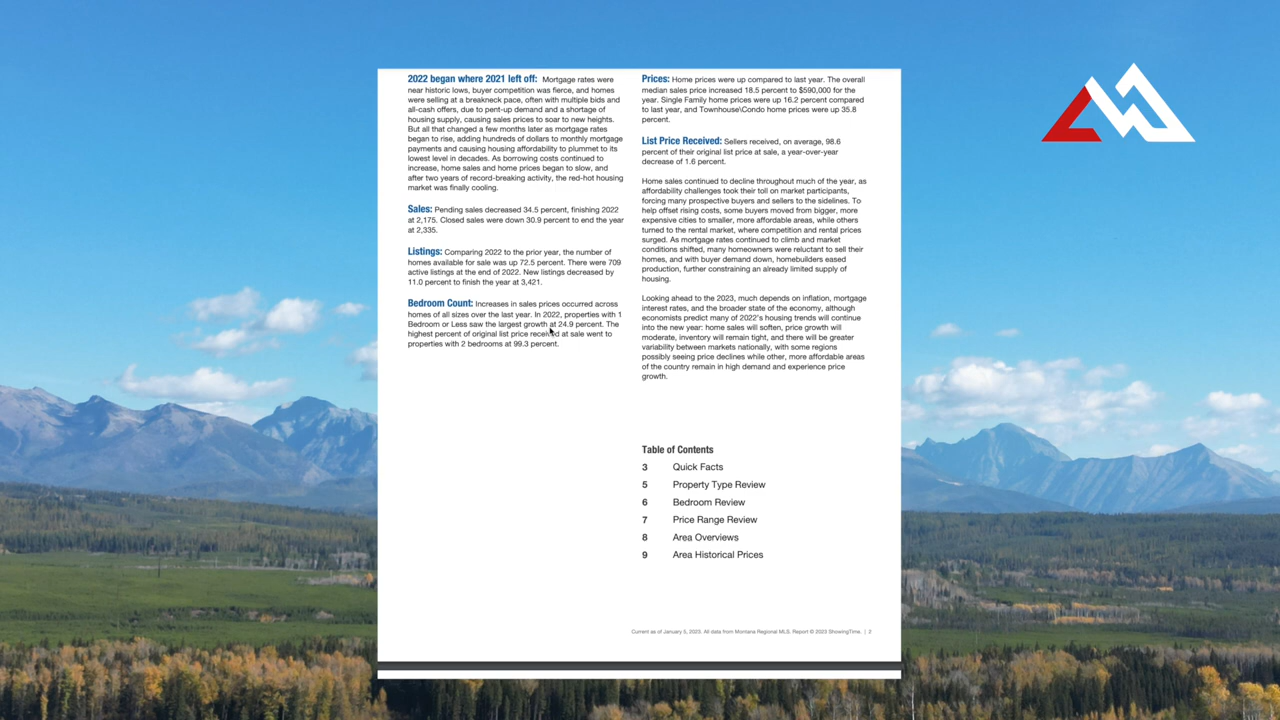 2022 began where 2021 left off: Mortgage rates were
near historic lows, buyer competition was fierce, and homes
were selling at a breakneck pace, often with multiple bids and
all-cash offers, due to pent-up demand and a shortage of
housing supply, causing sales prices to soar to new heights.
But all that changed a few months later as mortgage rates
began to rise, adding hundreds of dollars to monthly mortgage
payments and causing housing affordability to plummet to its
lowest level in decades. As borrowing costs continued to
increase, home sales and home prices began to slow, and
after two years of record-breaking activity, the red-hot housing
market was finally cooling.
Sales: Pending sales decreased 34.5 percent, finishing 2022
at 2,175. Closed sales were down 30.9 percent to end the year
at 2,335.
Listings: Comparing 2022 to the prior year, the number of
homes available for sale was up 72.5 percent. There were 709
active listings at the end of 2022. New listings decreased by
11.0 percent to finish the year at 3,421.
Bedroom Count: Increases in sales prices occurred across
homes of all sizes over the last year. In 2022, properties with 1
Bedroom or Less saw the largest growth at 24.9 percent. The
highest percent of original list price received at sale went to
properties with 2 bedrooms at 99.3 percent.
Prices: Home prices were up compared to last year. The overall
median sales price increased 18.5 percent to $590,000 for the
year. Single Family home prices were up 16.2 percent compared
to last year, and Townhouse\Condo home prices were up 35.8
percent.
List Price Received: Sellers received, on average, 98.6
percent of their original list price at sale, a year-over-year
decrease of 1.6 percent.
Home sales continued to decline throughout much of the year, as
affordability challenges took their toll on market participants,
forcing many prospective buyers and sellers to the sidelines. To
help offset rising costs, some buyers moved from bigger, more
expensive cities to smaller, more affordable areas, while others
turned to the rental market, where competition and rental prices
surged. As mortgage rates continued to climb and market
conditions shifted, many homeowners were reluctant to sell their
homes, and with buyer demand down, homebuilders eased
production, further constraining an already limited supply of
housing.
Looking ahead to the 2023, much depends on inflation, mortgage
interest rates, and the broader state of the economy, although
economists predict many of 2022's housing trends will continue
into the new year: home sales will soften, price growth will
moderate, inventory will remain tight, and there will be greater
variability between markets nationally, with some regions
possibly seeing price declines while other, more affordable areas
of the country remain in high demand and experience price
growth.
Table of Contents
3 Quick Facts
5 Property Type Review
6 Bedroom Review
7 Price Range Review
8 Area Overviews
9 Area Historical Prices
Current as of January 5, 2023. All data from Montana Regional MLS. Report © 2023 ShowingTime. | 2